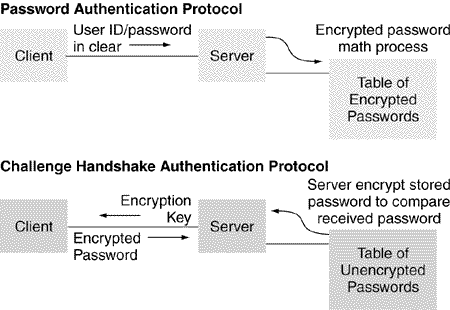 Password Authentication Protocol
Client
User ID/password
in clear
Server
Encrypted password
math process
Table of
Encrypted
Passwords
Challenge Handshake Authentication Protocol
Client
Encryption
Key
Encrypted
Password
Server
Server encrypt stored
password to compare
received password
Table of
Unencrypted
Passwords